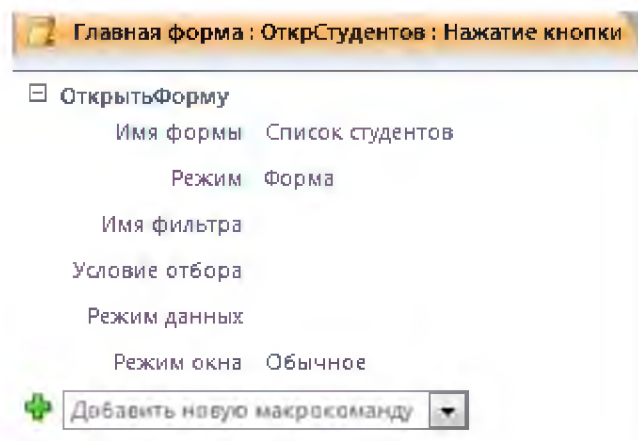 Главная форма : ОткрСтудентов : Нажатие кнопки
ОткрытьФорму
Имя формы Список студентов
Режим Форма
Имя фильтра
Условие отбора
Режим данных
Режим окна Обычное
Добавить новую макрокоманду